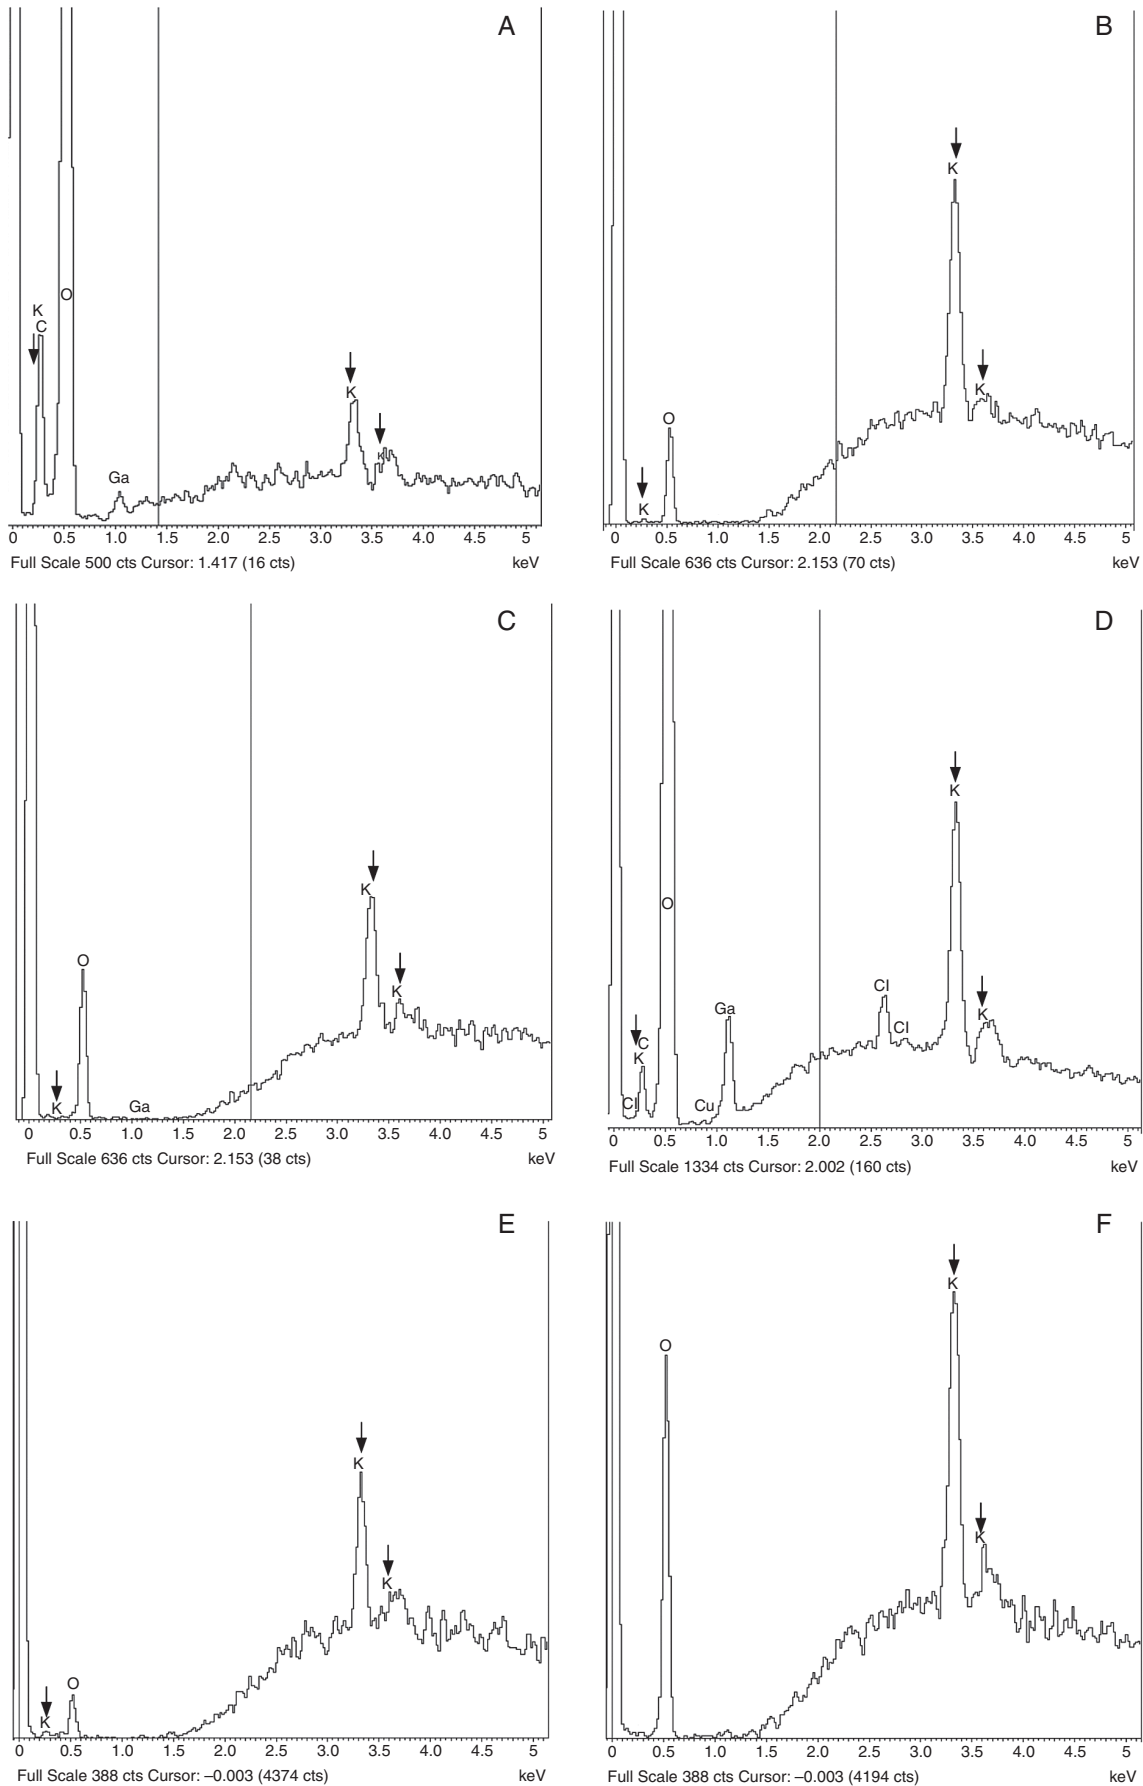 A
K
C
O
Ga
K
K
0 0.5 1.0 1.5 2.0 2.5 3.0 3.5 4.0 4.5 5
Full Scale 500 cts Cursor: 1.417 (16 cts) keV
B
K
K
O
K
0 0.5 1.0 1.5 2.0 2.5 3.0 3.5 4.0 4.5 5
Full Scale 636 cts Cursor: 2.153 (70 cts) keV
C
K
K
O
K
Ga
0 0.5 1.0 1.5 2.0 2.5 3.0 3.5 4.0 4.5 5
Full Scale 636 cts Cursor: 2.153 (38 cts) keV
D
K
O
Cl
Cl
Ga
K
C
K
Cl
Cu
0 0.5 1.0 1.5 2.0 2.5 3.0 3.5 4.0 4.5 5
Full Scale 1334 cts Cursor: 2.002 (160 cts) keV
E
K
K
O
K
0 0.5 1.0 1.5 2.0 2.5 3.0 3.5 4.0 4.5 5
Full Scale 388 cts Cursor: –0.003 (4374 cts) keV
F
K
O
K
0 0.5 1.0 1.5 2.0 2.5 3.0 3.5 4.0 4.5 5
Full Scale 388 cts Cursor: –0.003 (4194 cts) keV